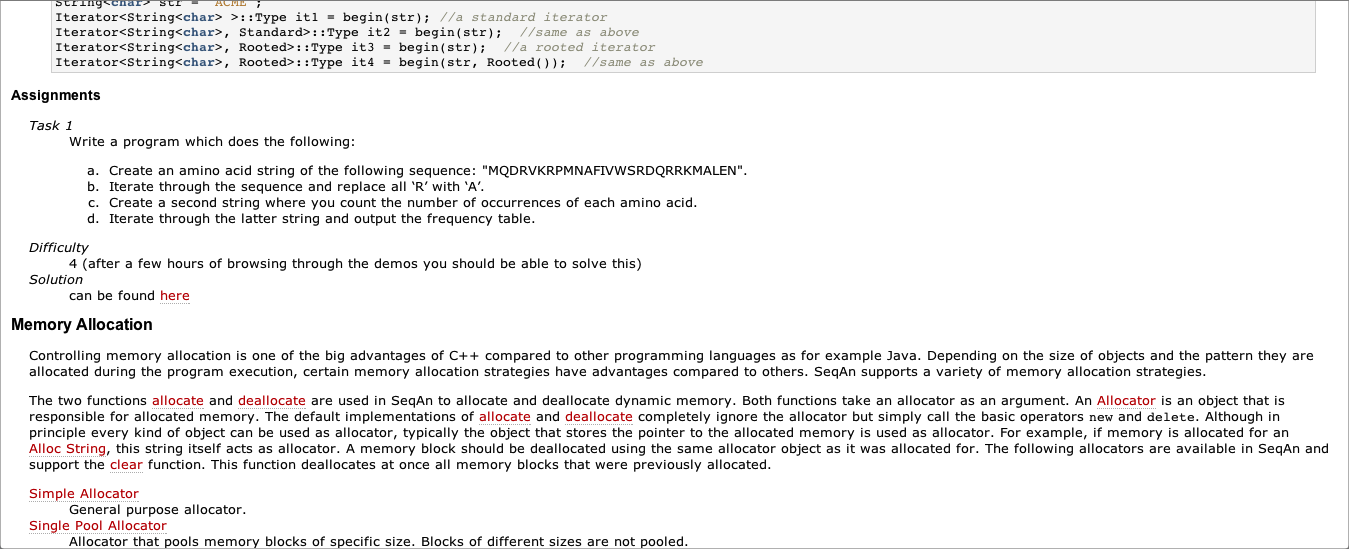 String<char> str = "ACME";
Iterator<String<char> >::Type it1 = begin(str); //a standard iterator
Iterator<String<char>, Standard>::Type it2 = begin(str);  //same as above
Iterator<String<char>, Rooted>::Type it3 = begin(str);  //a rooted iterator
Iterator<String<char>, Rooted>::Type it4 = begin(str, Rooted());  //same as above
Assignments
Task 1
Write a program which does the following:
a. Create an amino acid string of the following sequence: "MQDRVKRPMNAFIVWSRDQRRKMALEN".
b. Iterate through the sequence and replace all ‘R’ with ‘A’.
c. Create a second string where you count the number of occurrences of each amino acid.
d. Iterate through the latter string and output the frequency table.
Difficulty
4 (after a few hours of browsing through the demos you should be able to solve this)
Solution
can be found here
Memory Allocation
Controlling memory allocation is one of the big advantages of C++ compared to other programming languages as for example Java. Depending on the size of objects and the pattern they are
allocated during the program execution, certain memory allocation strategies have advantages compared to others. SeqAn supports a variety of memory allocation strategies.
The two functions allocate and deallocate are used in SeqAn to allocate and deallocate dynamic memory. Both functions take an allocator as an argument. An Allocator is an object that is
responsible for allocated memory. The default implementations of allocate and deallocate completely ignore the allocator but simply call the basic operators new and delete. Although in
principle every kind of object can be used as allocator, typically the object that stores the pointer to the allocated memory is used as allocator. For example, if memory is allocated for an
Alloc String, this string itself acts as allocator. A memory block should be deallocated using the same allocator object as it was allocated for. The following allocators are available in SeqAn and
support the clear function. This function deallocates at once all memory blocks that were previously allocated.
Simple Allocator
General purpose allocator.
Single Pool Allocator
Allocator that pools memory blocks of specific size. Blocks of different sizes are not pooled.